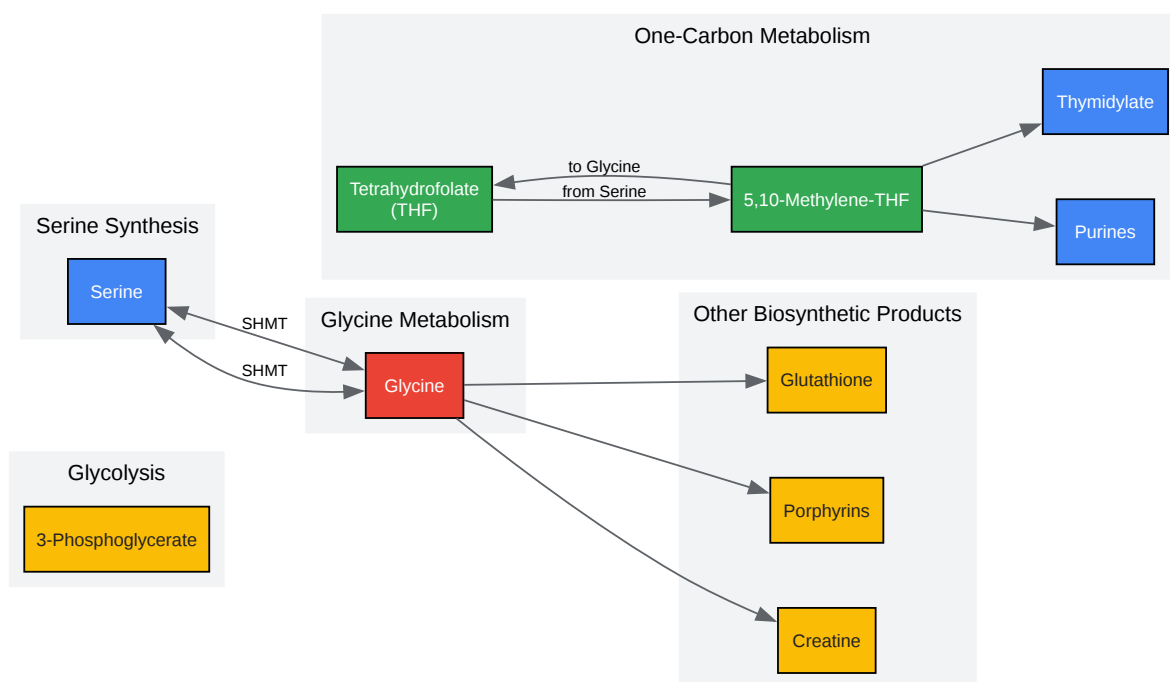 One-Carbon Metabolism
Thymidylate
to Glycine
Tetrahydrofolate
(THF)
from Serine
5,10-Methylene-THF
Purines
Serine Synthesis
Serine
SHMT
SHMT
Glycine Metabolism
Glycine
Other Biosynthetic Products
Glutathione
Porphyrins
Creatine
Glycolysis
3-Phosphoglycerate